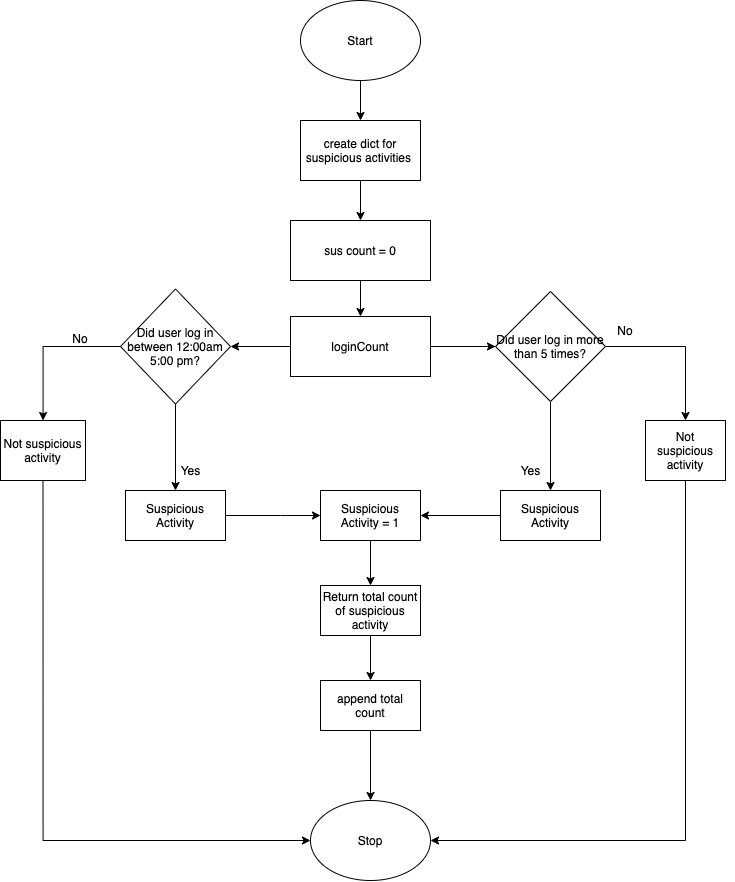 Start
create dict for
suspicious activities
sus count = 0
loginCount
Did user log in
between 12:00am
5:00 pm?
No
Did user log in more
than 5 times?
No
Not suspicious
activity
Not
suspicious
activity
Yes
Yes
Suspicious
Activity
Suspicious
Activity = 1
Suspicious
Activity
Return total count
of suspicious
activity
append total
count
Stop